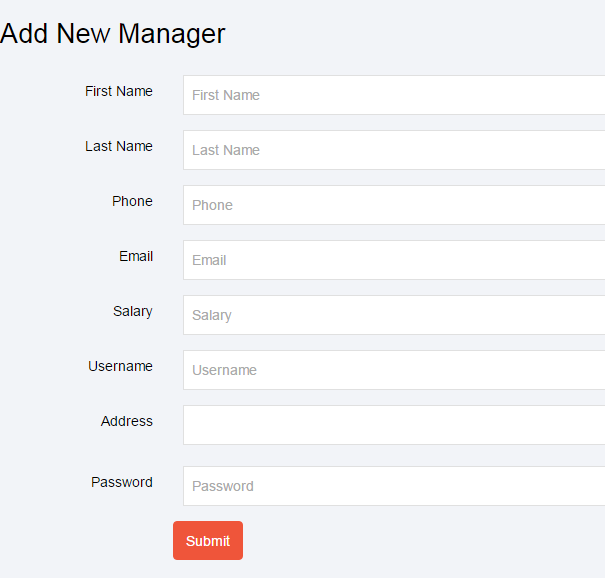 Add New Manager
First Name First Name
Last Name Last Name
Phone Phone
Email Email
Salary Salary
Username Username
Address
Password Password
Submit